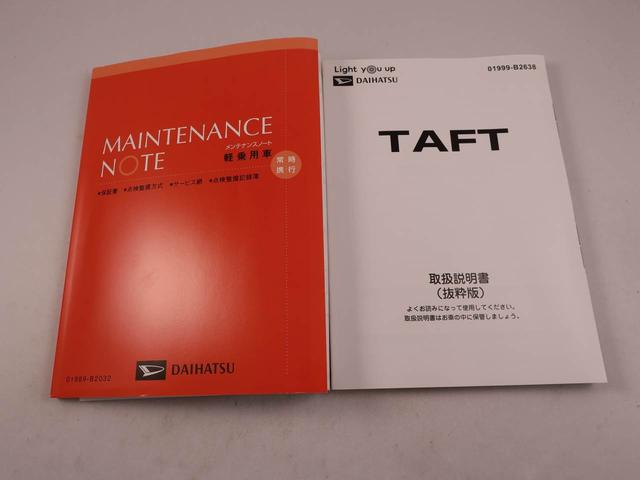 MAINTENANCE
NOTE
メンテナンスノート
軽乗用車
常時
携行
●保証書 ●点検整備方式 ●サービス網 ●点検整備記録簿
DAIHATSU
01999-B2032
Light you up
DAIHATSU
01999-B2638
TAFT
取扱説明書
（抜粋版）
よくお読みになって使用してください。
取扱説明書はお車の中に保管しましょう。